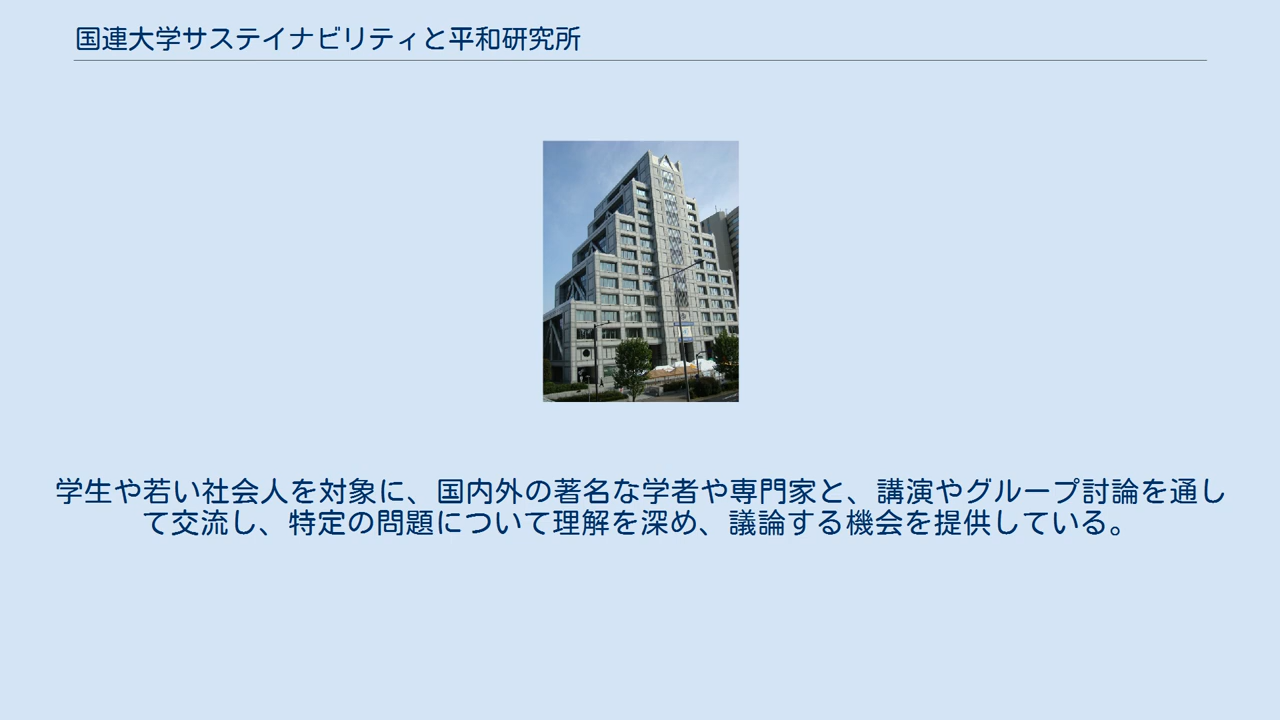 国連大学サステイナビリティと平和研究所
学生や若い社会人を対象に、国内外の著名な学者や専門家と、講演やグループ討論を通し
て交流し、特定の問題について理解を深め、議論する機会を提供している。